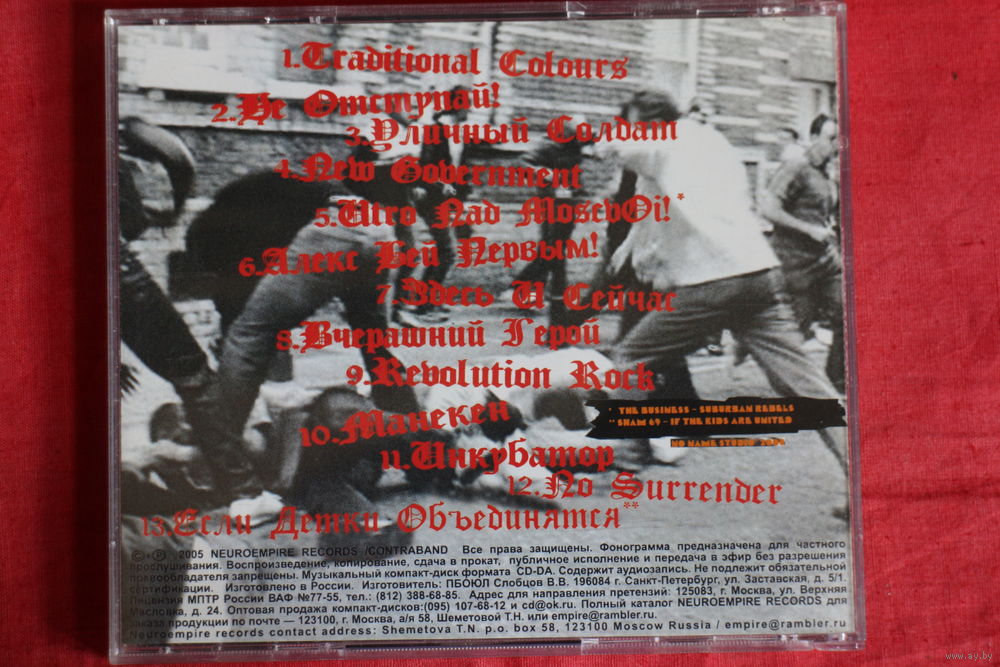 1.Traditional Colours
2.Не Отступай!
3.Уличный Солдат
4.New Government
5.Utro Nad MoscvOi!*
6.Алекс Бей Первым!
7.Здесь И Сейчас
8.Вчерашний Герой
9.Revolution Rock
* THE BUSINESS - SUBURBAN REBELS
** SHAM 69 - IF THE KIDS ARE UNITED
10.Манекен
NO NAME STUDIO
11.Инкубатор
12.No Surrender
13.Если Детки Объединятся**
© ℗ 2005 NEUROEMPIRE RECORDS /CONTRABAND Все права защищены. Фонограмма предназначена для частного
прослушивания. Воспроизведение, копирование, сдача в прокат, публичное исполнение и передача в эфир без разрешения
правообладателя запрещены. Музыкальный компакт-диск формата CD-DA. Содержит аудиозапись. Не подлежит обязательной
сертификации. Изготовлено в России. Изготовитель: ПБОЮЛ Слобцов В.В. 196084 г. Санкт-Петербург, ул. Заставская, д. 5/1.
Лицензия МПТР России ВАФ №77-55, тел.: (812) 388-68-85. Адрес для направления претензий: 125083, г. Москва, ул. Верхняя
Масловка, д. 24. Оптовая продажа компакт-дисков:(095) 107-68-12 и cd@ok.ru. Полный каталог NEUROEMPIRE RECORDS для
заказа продукции по почте — 123100, г. Москва, а/я 58, Шеметовой Т.Н. или empire@rambler.ru.
Neuroempire records contact address: Shemetova T.N. p.o. box 58, 123100 Moscow Russia / empire@rambler.ru
www.ay.by